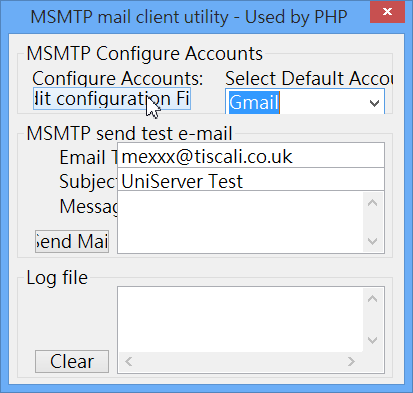 MSMTP mail client utility - Used by PHP
MSMTP Configure Accounts
Configure Accounts:
Select Default Accou
dit configuration Fi
Gmail
MSMTP send test e-mail
Email T
mexxx@tiscali.co.uk
Subject
UniServer Test
Messag
Send Mai
Log file
Clear